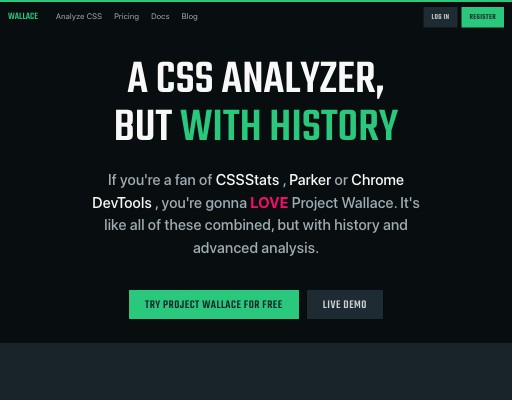 WALLACE Analyze CSS Pricing Docs Blog LOG IN REGISTER
A CSS ANALYZER,
BUT WITH HISTORY
If you're a fan of CSSStats , Parker or Chrome
DevTools , you're gonna LOVE Project Wallace. It's
like all of these combined, but with history and
advanced analysis.
TRY PROJECT WALLACE FOR FREE LIVE DEMO